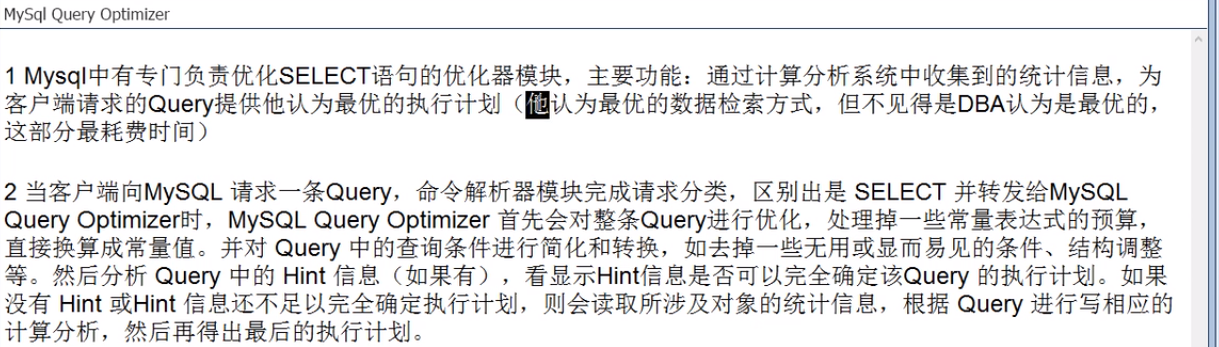 MySql Query Optimizer
1 Mysql中有专门负责优化SELECT语句的优化器模块，主要功能：通过计算分析系统中收集到的统计信息，为
客户端请求的Query提供他认为最优的执行计划（他认为最优的数据检索方式，但不见得是DBA认为是最优的，
这部分最耗费时间）
2 当客户端向MySQL 请求一条Query，命令解析器模块完成请求分类，区别出是 SELECT 并转发给MySQL
Query Optimizer时，MySQL Query Optimizer 首先会对整条Query进行优化，处理掉一些常量表达式的预算，
直接换算成常量值。并对 Query 中的查询条件进行简化和转换，如去掉一些无用或显而易见的条件、结构调整
等。然后分析 Query 中的 Hint 信息（如果有），看显示Hint信息是否可以完全确定该Query 的执行计划。如果
没有 Hint 或Hint 信息还不足以完全确定执行计划，则会读取所涉及对象的统计信息，根据 Query 进行写相应的
计算分析，然后再得出最后的执行计划。